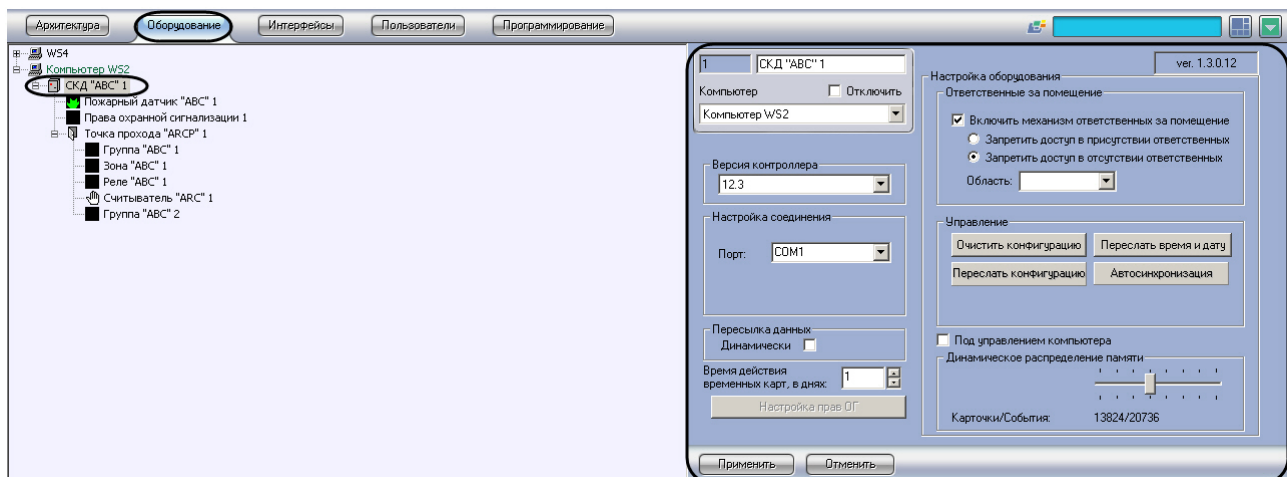 Архитектура Оборудование Интерфейсы Пользователи Программирование
WS4
Компьютер WS2
СКД "ABC" 1
Пожарный датчик "ABC" 1
Права охранной сигнализации 1
Точка прохода "ARCP" 1
Группа "ABC" 1
Зона "ABC" 1
Реле "ABC" 1
Считыватель "ARC" 1
Группа "ABC" 2
1 СКД "ABC" 1
Компьютер Отключить
Компьютер WS2
Версия контроллера
12.3
Настройка соединения
Порт: COM1
Пересылка данных
Динамически
Время действия
временных карт, в днях: 1
Настройка прав ОГ
ver. 1.3.0.12
Настройка оборудования
Ответственные за помещение
Включить механизм ответственных за помещение
Запретить доступ в присутствии ответственных
Запретить доступ в отсутствии ответственных
Область:
Управление
Очистить конфигурацию Переслать время и дату
Переслать конфигурацию Автосинхронизация
Под управлением компьютера
Динамическое распределение памяти
Карточки/События: 13824/20736
Применить Отменить